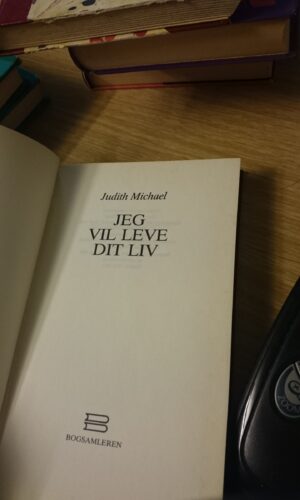 Judith Michael
JEG
VIL LEVE
DIT LIV
BOGSAMLEREN